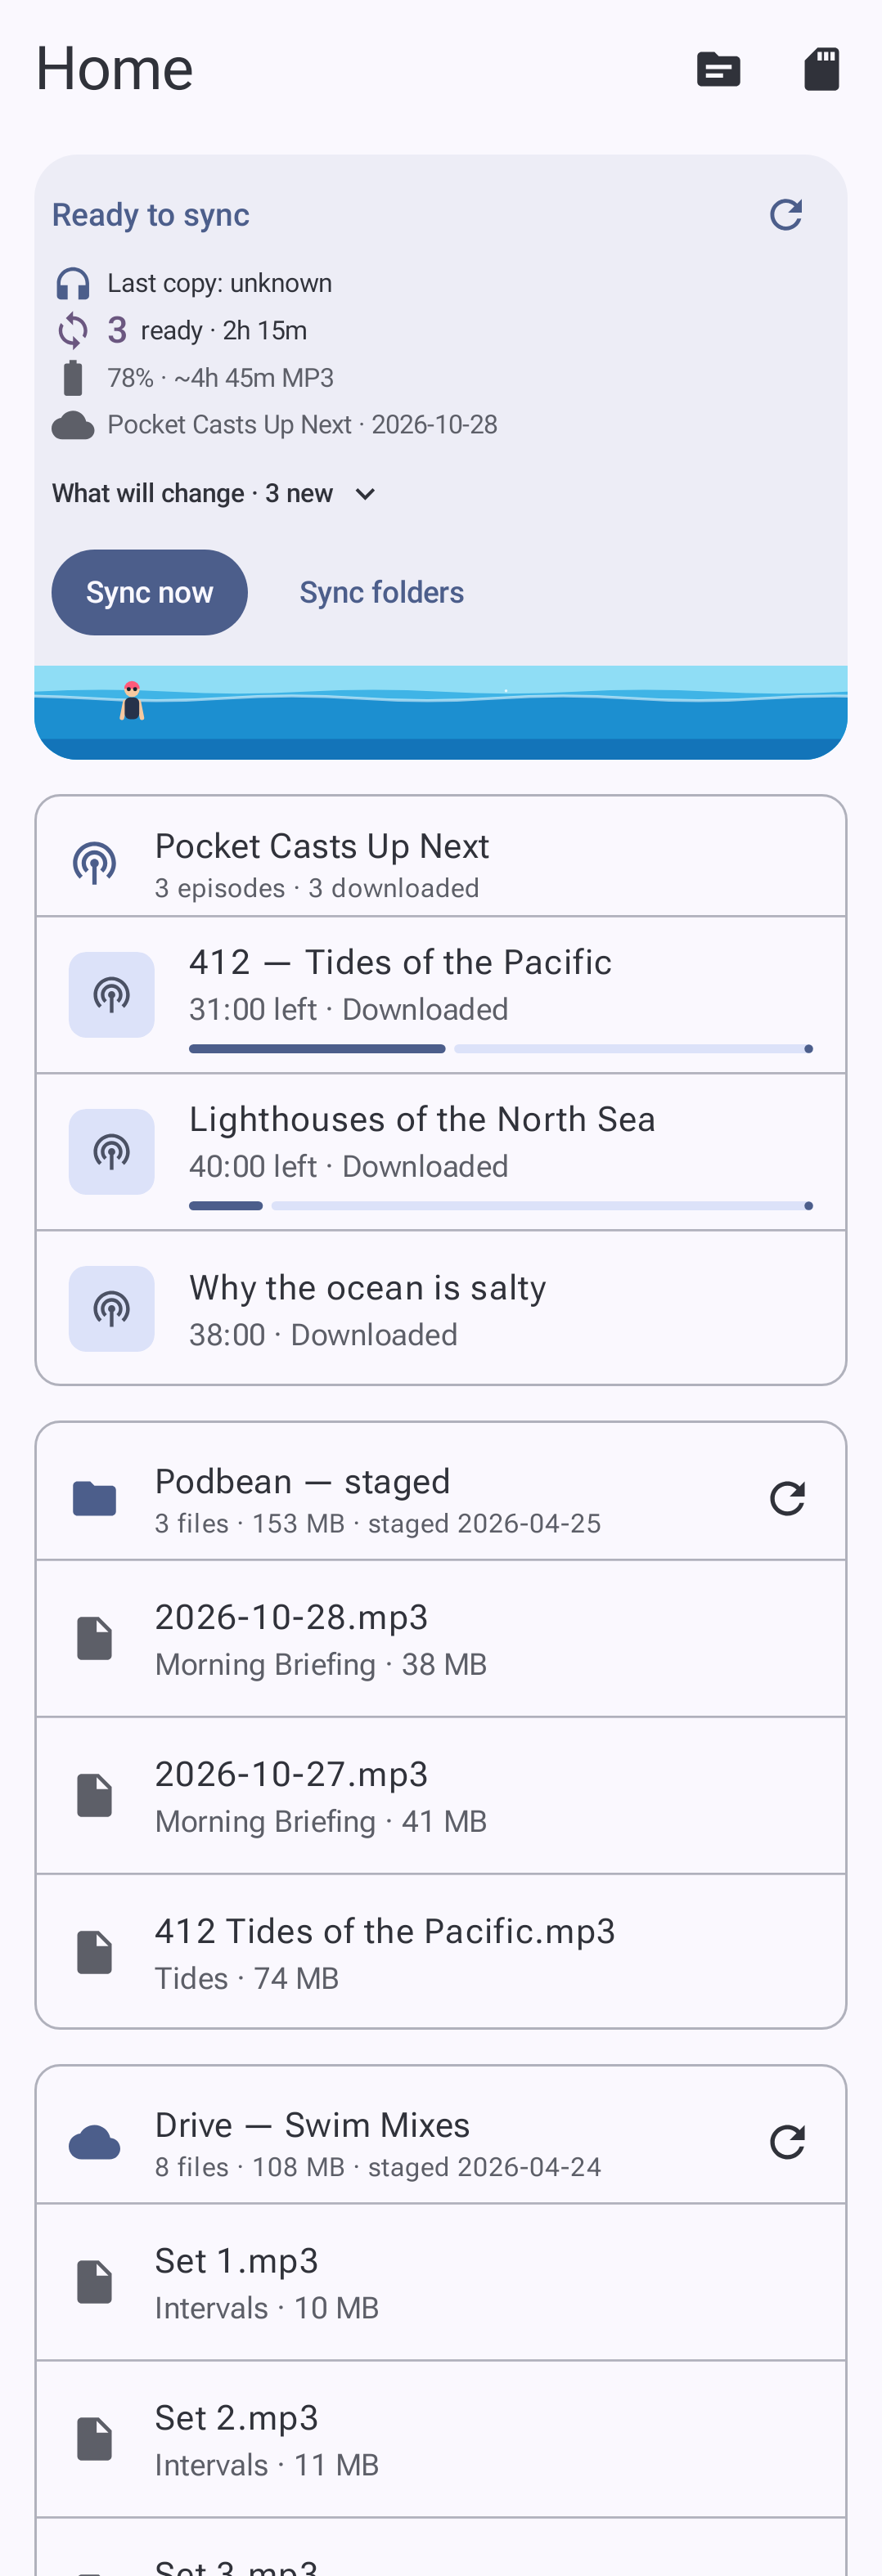 Home
Ready to sync
Last copy: unknown
3 ready · 2h 15m
78% · ~4h 45m MP3
Pocket Casts Up Next · 2026-10-28
What will change · 3 new
Sync now
Sync folders
Pocket Casts Up Next
3 episodes · 3 downloaded
412 — Tides of the Pacific
31:00 left · Downloaded
Lighthouses of the North Sea
40:00 left · Downloaded
Why the ocean is salty
38:00 · Downloaded
Podbean — staged
3 files · 153 MB · staged 2026-04-25
2026-10-28.mp3
Morning Briefing · 38 MB
2026-10-27.mp3
Morning Briefing · 41 MB
412 Tides of the Pacific.mp3
Tides · 74 MB
Drive — Swim Mixes
8 files · 108 MB · staged 2026-04-24
Set 1.mp3
Intervals · 10 MB
Set 2.mp3
Intervals · 11 MB
Set 3.mp3